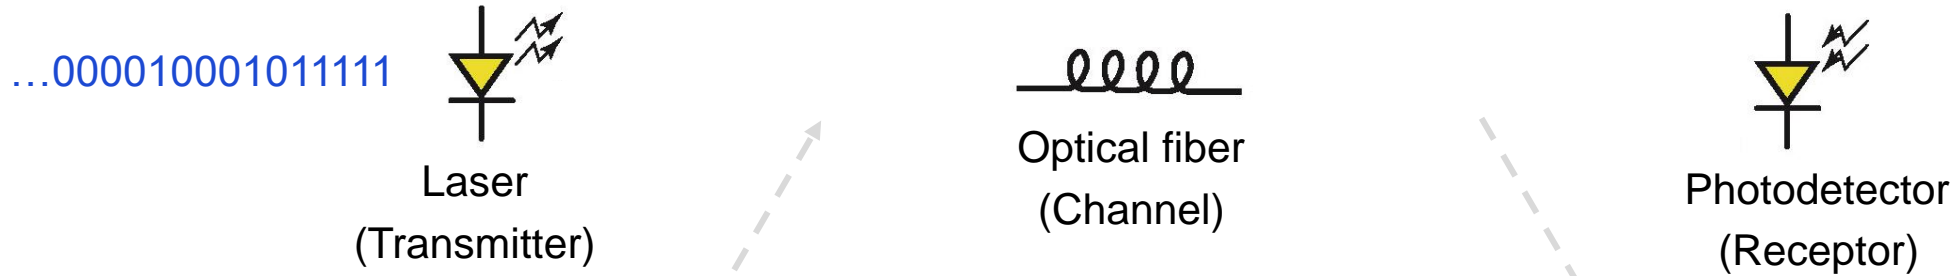 …000010001011111
Laser
(Transmitter)
Optical fiber
(Channel)
Photodetector
(Receptor)